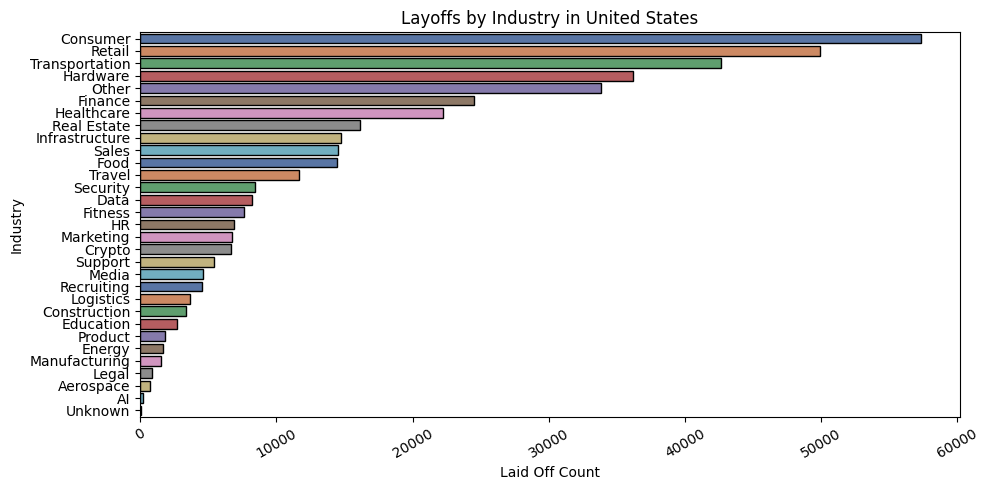 Layoffs by Industry in United States
Consumer
Retail
Transportation
Hardware
Other
Finance
Healthcare
Real Estate
Infrastructure
Sales
Food
Travel
Security
Data
Fitness
HR
Marketing
Crypto
Support
Media
Recruiting
Logistics
Construction
Education
Product
Energy
Manufacturing
Legal
Aerospace
AI
Unknown
Industry
0 10000 20000 30000 40000 50000 60000
Laid Off Count